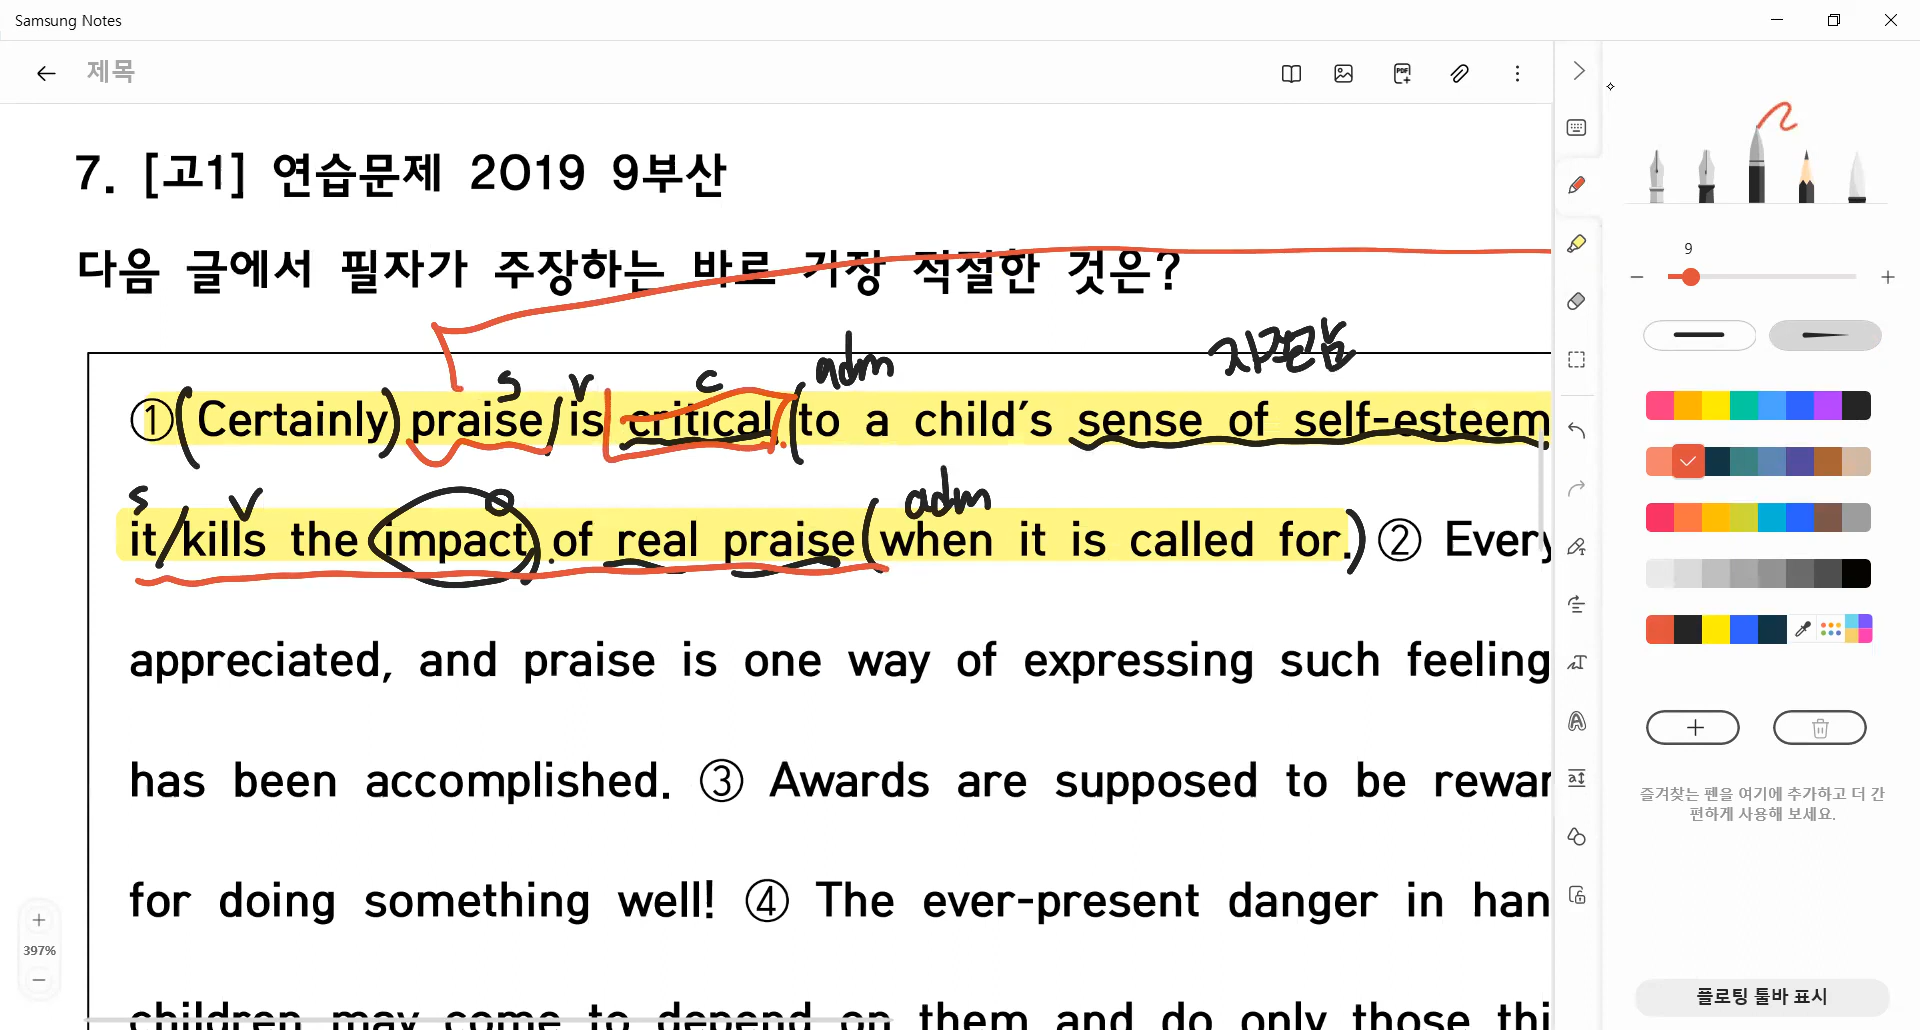 Samsung Notes
제목
7. [고1] 연습문제 2019 9부산
다음 글에서 필자가 주장하는 바로 가장 적절한 것은?
자존감
adm
s v c
① (Certainly) praise / is critical (to a child's sense of self-esteem
s v o adm
it / kills the impact of real praise (when it is called for.) ② Every
appreciated, and praise is one way of expressing such feeling
has been accomplished. ③ Awards are supposed to be rewar
for doing something well! ④ The ever-present danger in han
children may come to depend on them and do only those thi
397%
9
즐겨찾는 펜을 여기에 추가하고 더 간
편하게 사용해 보세요.
플로팅 툴바 표시